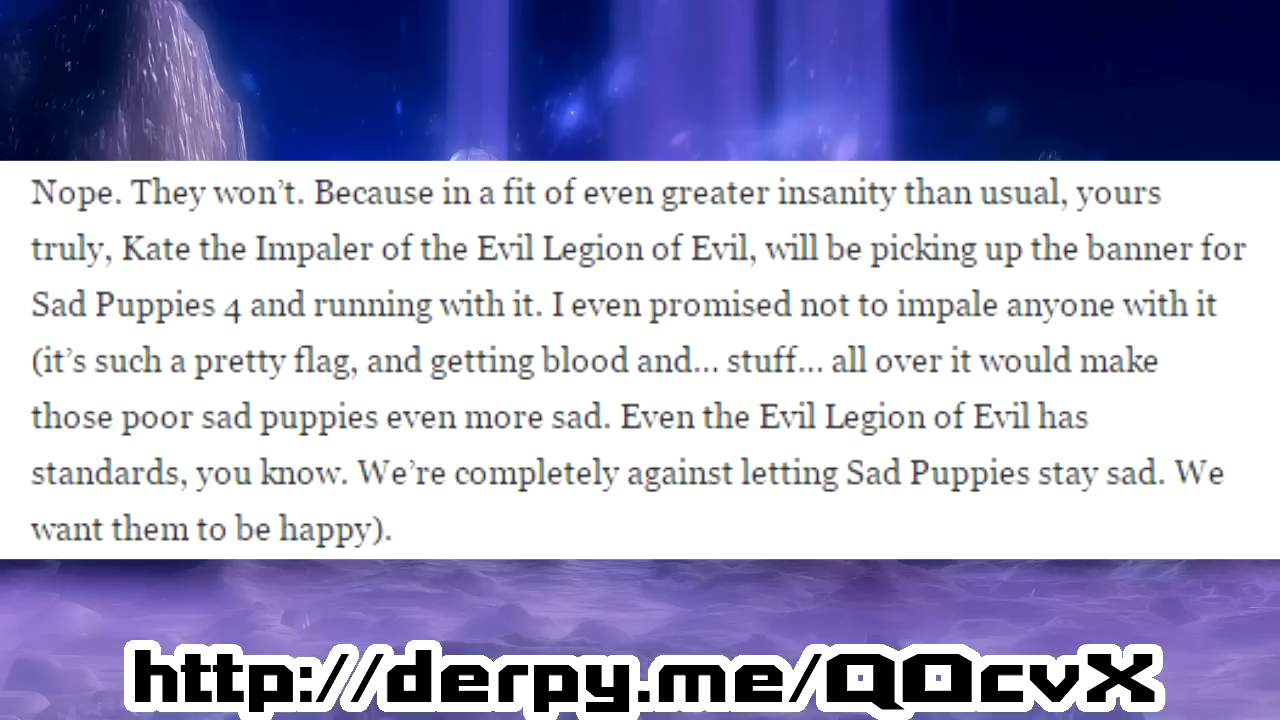 Nope. They won’t. Because in a fit of even greater insanity than usual, yours
truly, Kate the Impaler of the Evil Legion of Evil, will be picking up the banner for
Sad Puppies 4 and running with it. I even promised not to impale anyone with it
(it’s such a pretty flag, and getting blood and… stuff… all over it would make
those poor sad puppies even more sad. Even the Evil Legion of Evil has
standards, you know. We’re completely against letting Sad Puppies stay sad. We
want them to be happy).
http://derpy.me/QOcvX